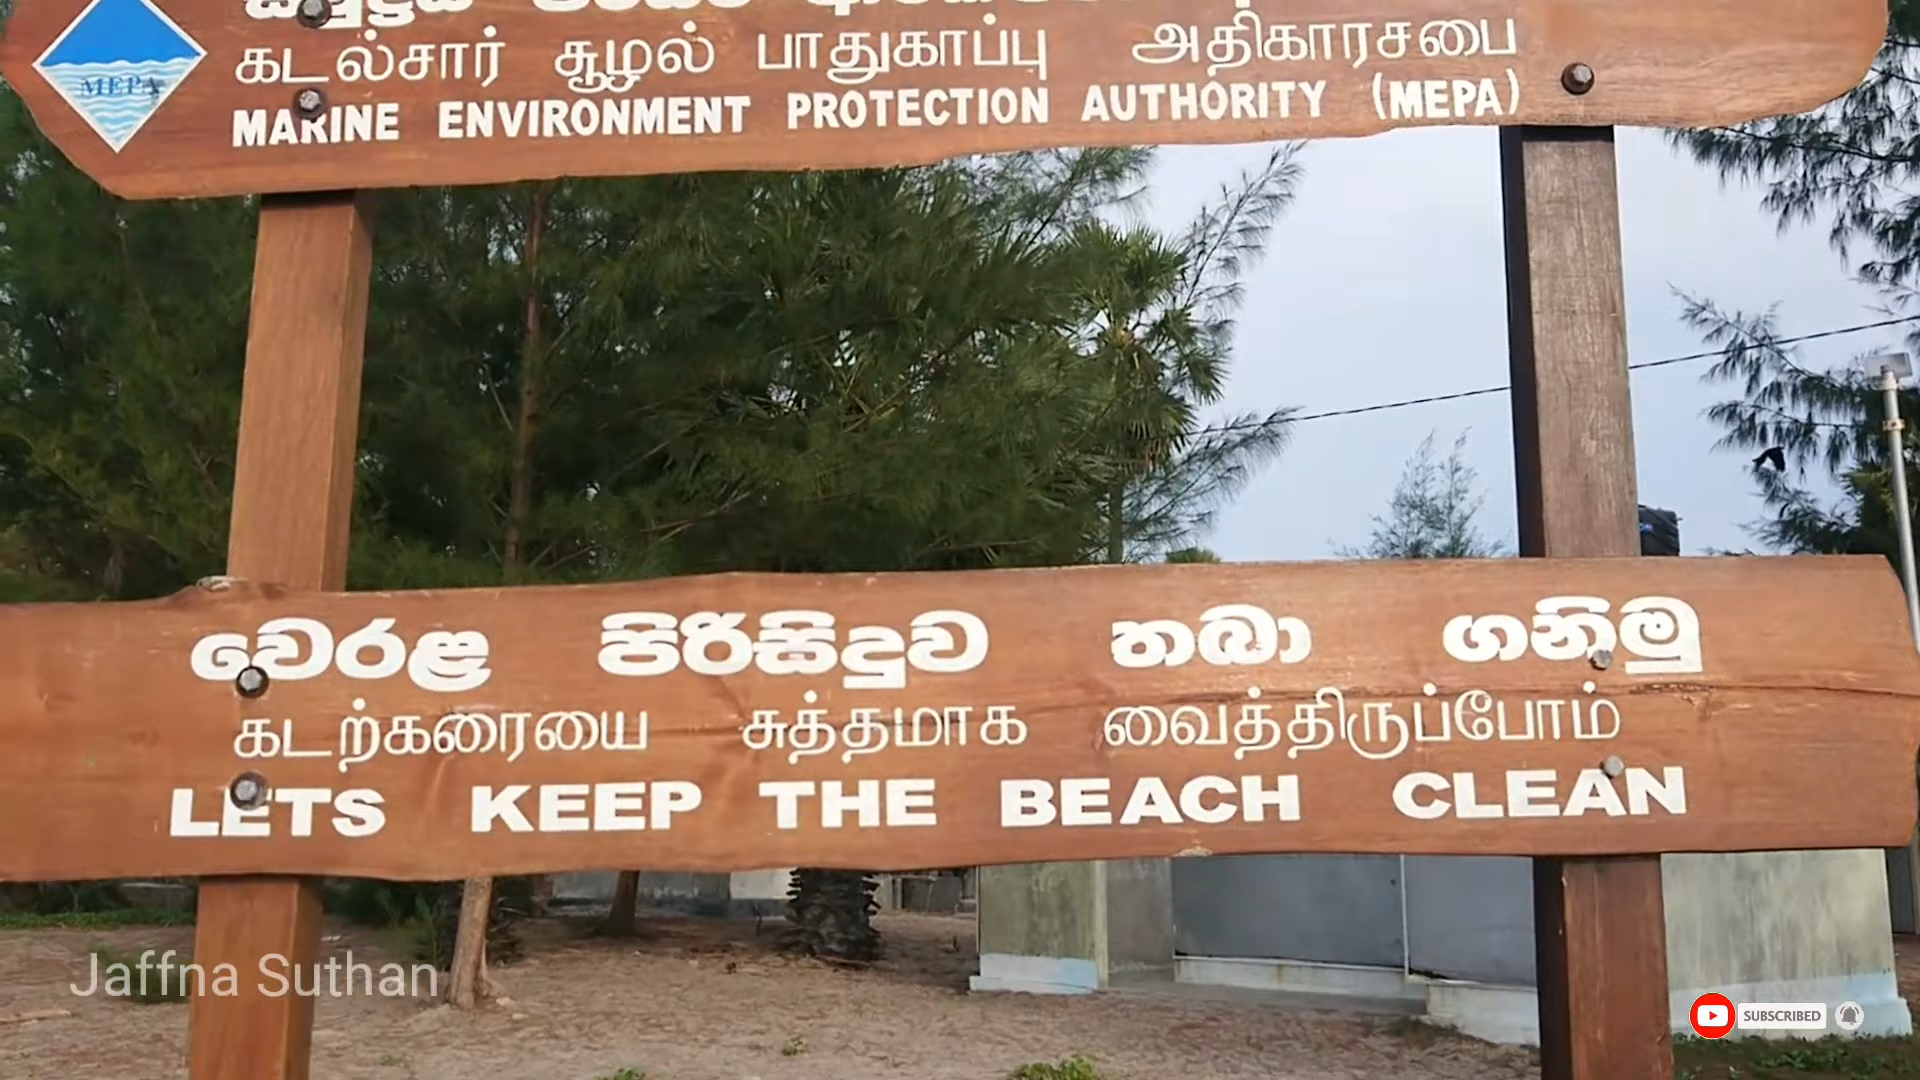 கடல்சார் சூழல் பாதுகாப்பு அதிகாரசபை
MEPA
MARINE ENVIRONMENT PROTECTION AUTHORITY (MEPA)
වෙරළ පිරිසිදුව තබා ගනිමු
கடற்கரையை சுத்தமாக வைத்திருப்போம்
LETS KEEP THE BEACH CLEAN
Jaffna Suthan
SUBSCRIBED